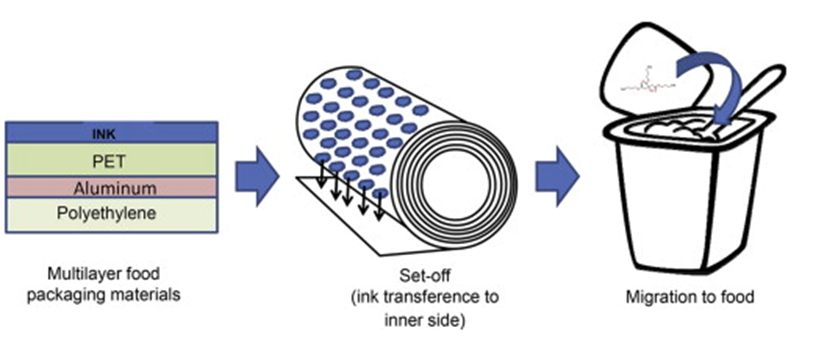 INK
PET
Aluminum
Polyethylene
Multilayer food
packaging materials
Set-off
(ink transference to
inner side)
Migration to food